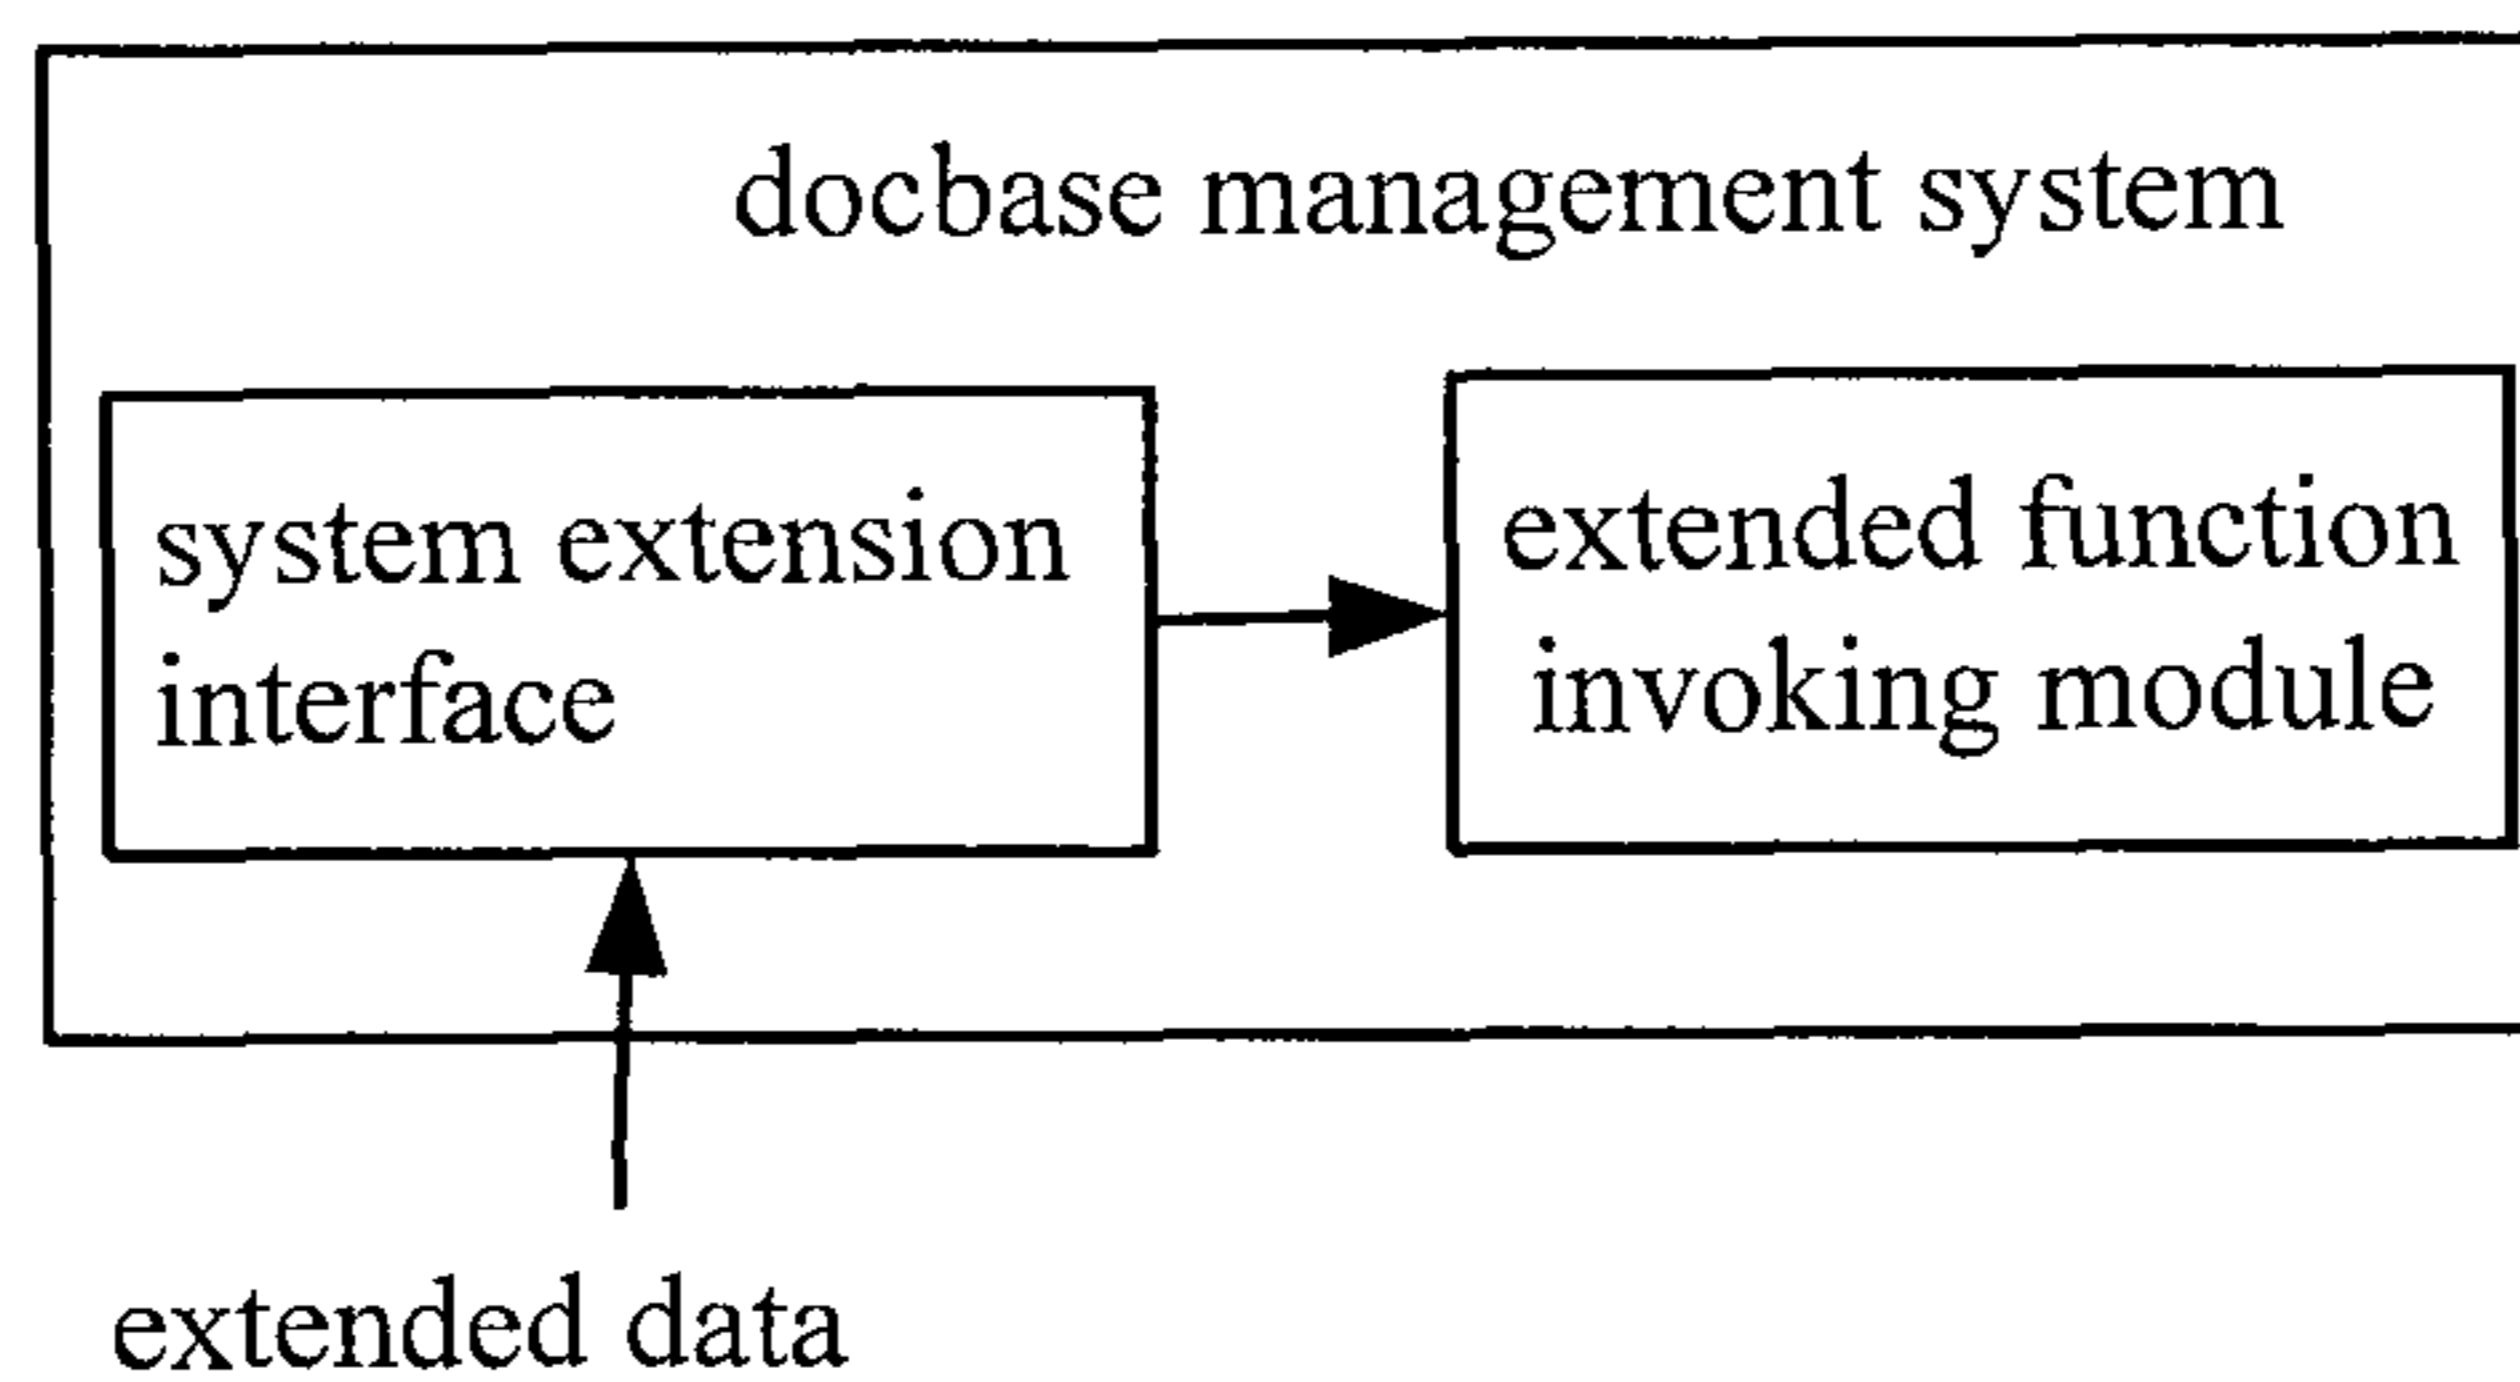 docbase management system
system extension
interface
extended function
invoking module
extended data